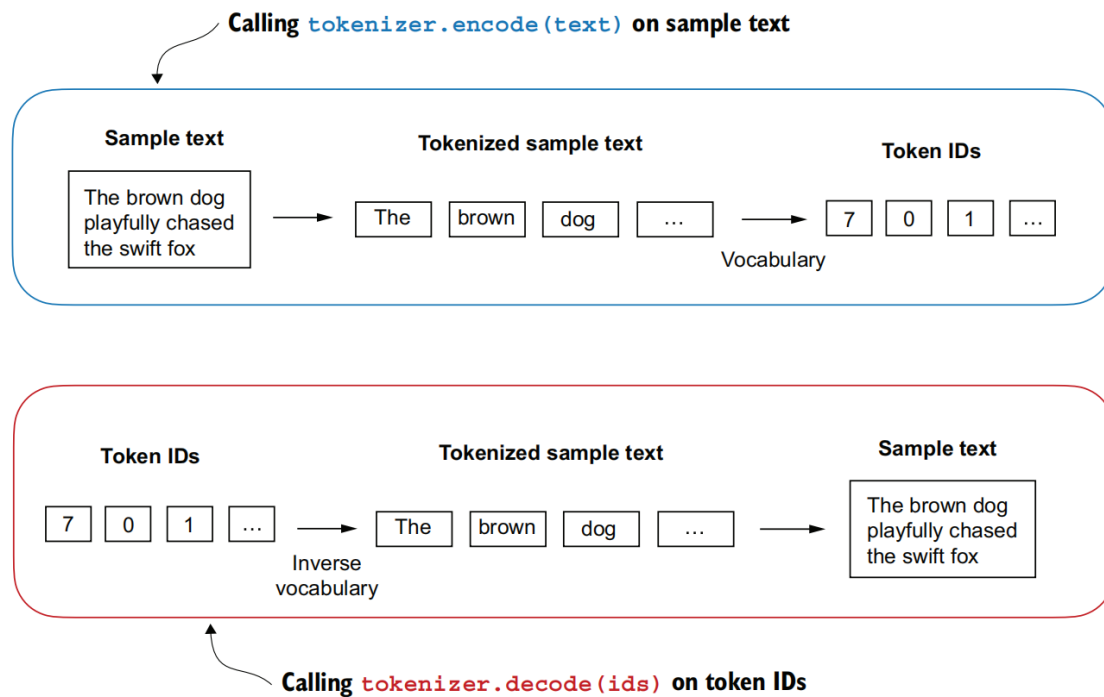 Calling tokenizer.encode(text) on sample text
Sample text
Tokenized sample text
Token IDs
The brown dog
playfully chased
the swift fox
The brown dog ...
7 0 1 ...
Vocabulary
Token IDs
Tokenized sample text
Sample text
7 0 1 ...
The brown dog ...
The brown dog
playfully chased
the swift fox
Inverse
vocabulary
Calling tokenizer.decode(ids) on token IDs